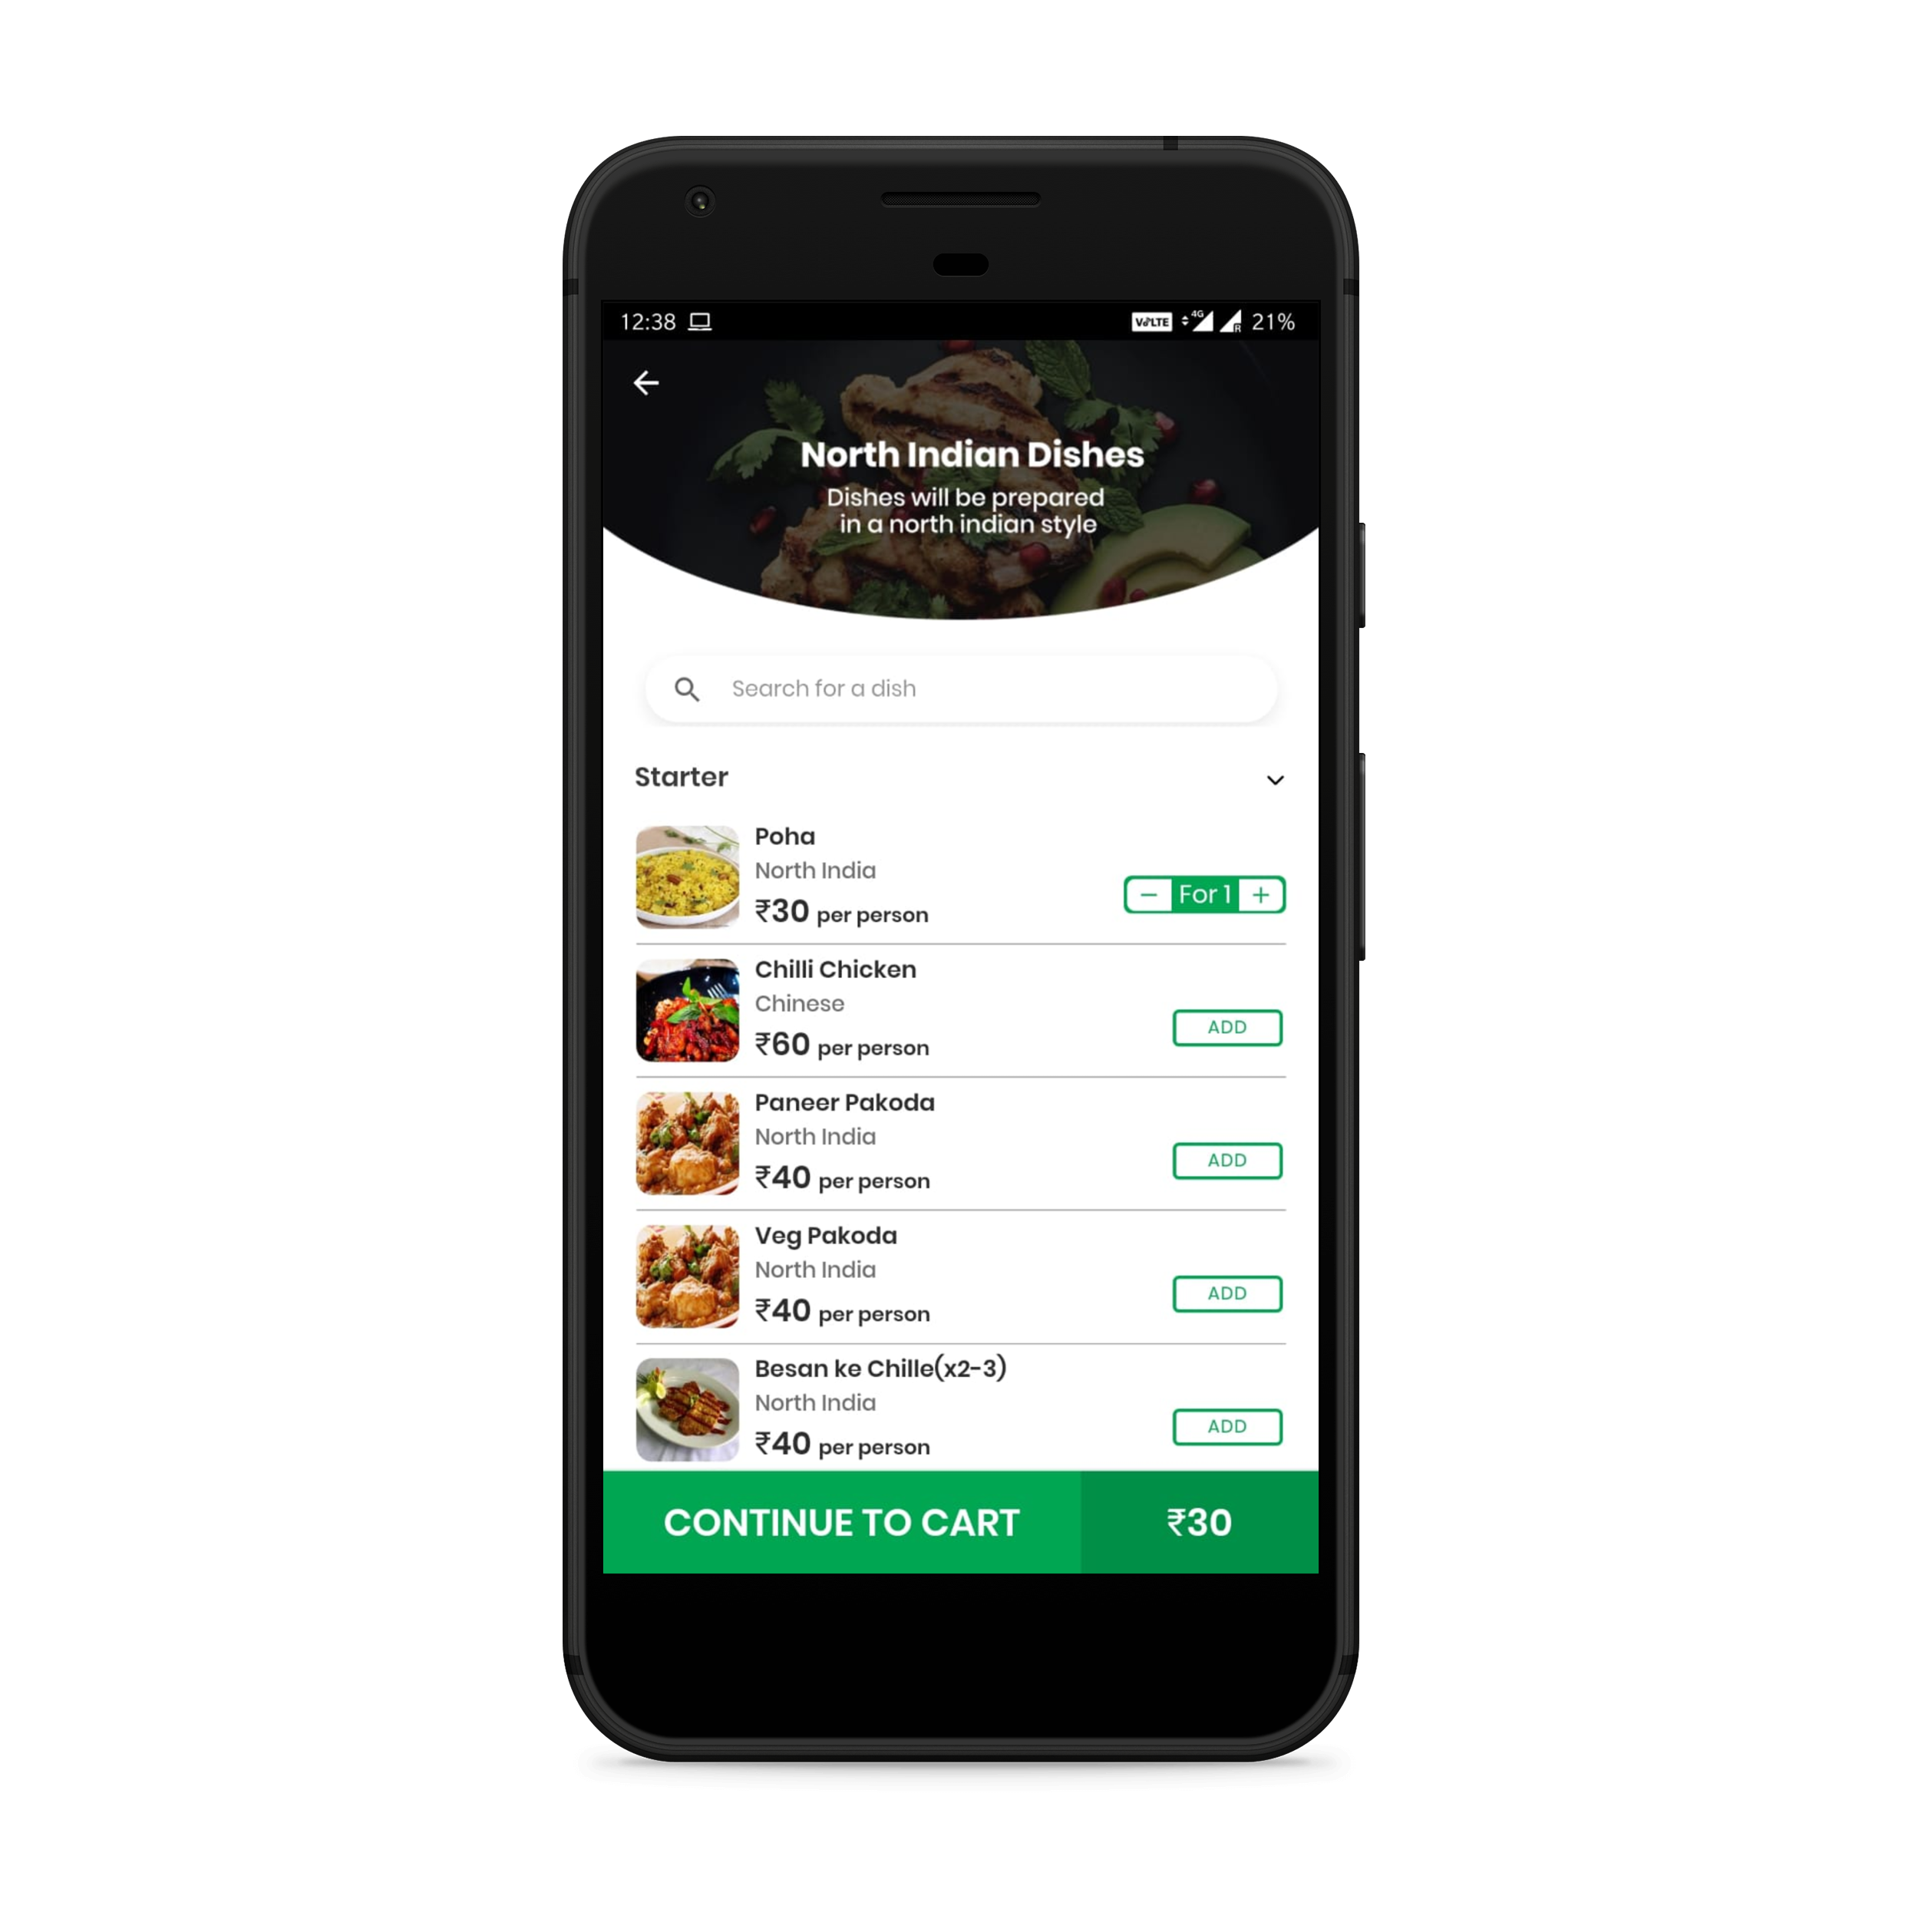 12:38 VoLTE 4G R 21%
North Indian Dishes
Dishes will be prepared
in a north indian style
Search for a dish
Starter
Poha
North India
₹30 per person
− For 1 +
Chilli Chicken
Chinese
₹60 per person
ADD
Paneer Pakoda
North India
₹40 per person
ADD
Veg Pakoda
North India
₹40 per person
ADD
Besan ke Chille(x2-3)
North India
₹40 per person
ADD
CONTINUE TO CART ₹30